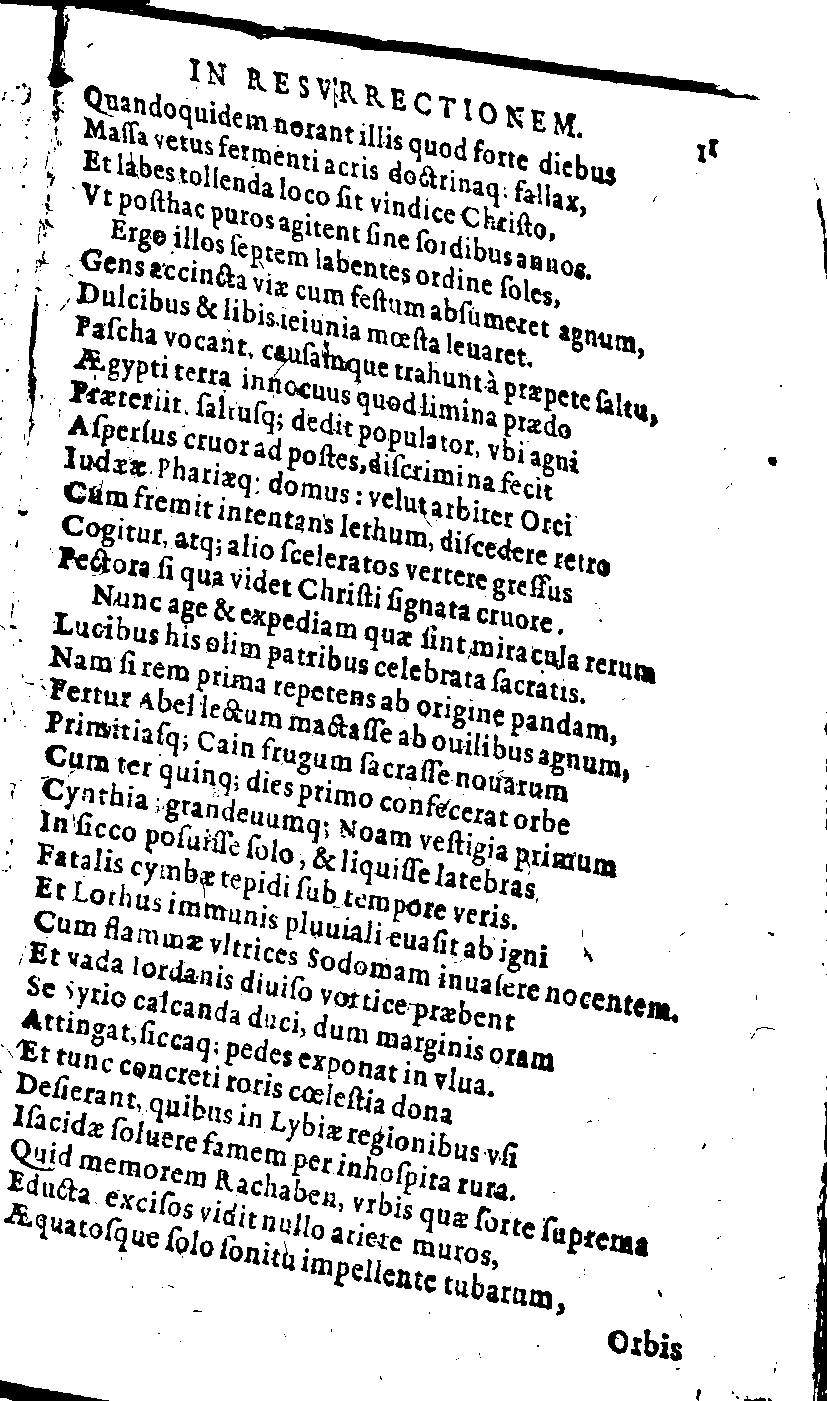 IN RESVRRECTIONEM. 11
Quandoquidem norant illis quod forte diebus
Maſſa vetus fermenti acris doctrinaq; fallax,
Et labes tollenda loco ſit vindice Chriſto,
Vt poſthac puros agitent ſine ſordibus annos.
Ergo illos ſeptem labentes ordine ſoles,
Gens accincta viæ cum feſtum abſumeret agnum,
Dulcibus & libis ieiunia mœſta leuaret.
Paſcha vocant, cauſamque trahunt à præpete ſaltu,
Ægypti terra innocuus quod limina prædo
Præteriit, ſaltuſq; dedit populator, vbi agni
Aſperſus cruor ad poſtes, diſcrimina fecit
Iudææ Phariæq; domus: velut arbiter Orci
Cùm fremit intentans lethum, diſcedere retro
Cogitur, atq; alio ſceleratos vertere greſſus
Pectora ſi qua videt Chriſti ſignata cruore.
Nunc age & expediam quæ ſint miracula rerum
Lucibus his olim patribus celebrata ſacratis.
Nam ſi rem prima repetens ab origine pandam,
Fertur Abel lectum mactaſſe ab ouilibus agnum,
Primitiaſq; Cain frugum ſacraſſe nouarum
Cum ter quinq; dies primo confecerat orbe
Cynthia; grandeuumq; Noam veſtigia primum
In ſicco poſuiſſe ſolo, & liquiſſe latebras
Fatalis cymbæ tepidi ſub tempore veris.
Et Lothus immunis pluuiali euaſit ab igni
Cum flammæ vltrices Sodomam inuaſere nocentem.
Et vada Iordanis diuiſo vortice præbent
Se Syrio calcanda duci, dum marginis oram
Attingat, ſiccaq; pedes exponat in vlua.
Et tunc concreti roris cœleſtia dona
Deſierant, quibus in Lybiæ regionibus vſi
Iſacidæ ſoluere famem per inhoſpita rura.
Quid memorem Rachaben, vrbis quæ ſorte ſuprema
Educta exciſos vidit nullo ariete muros,
Æquatoſque ſolo ſonitu impellente tubarum,
Orbis